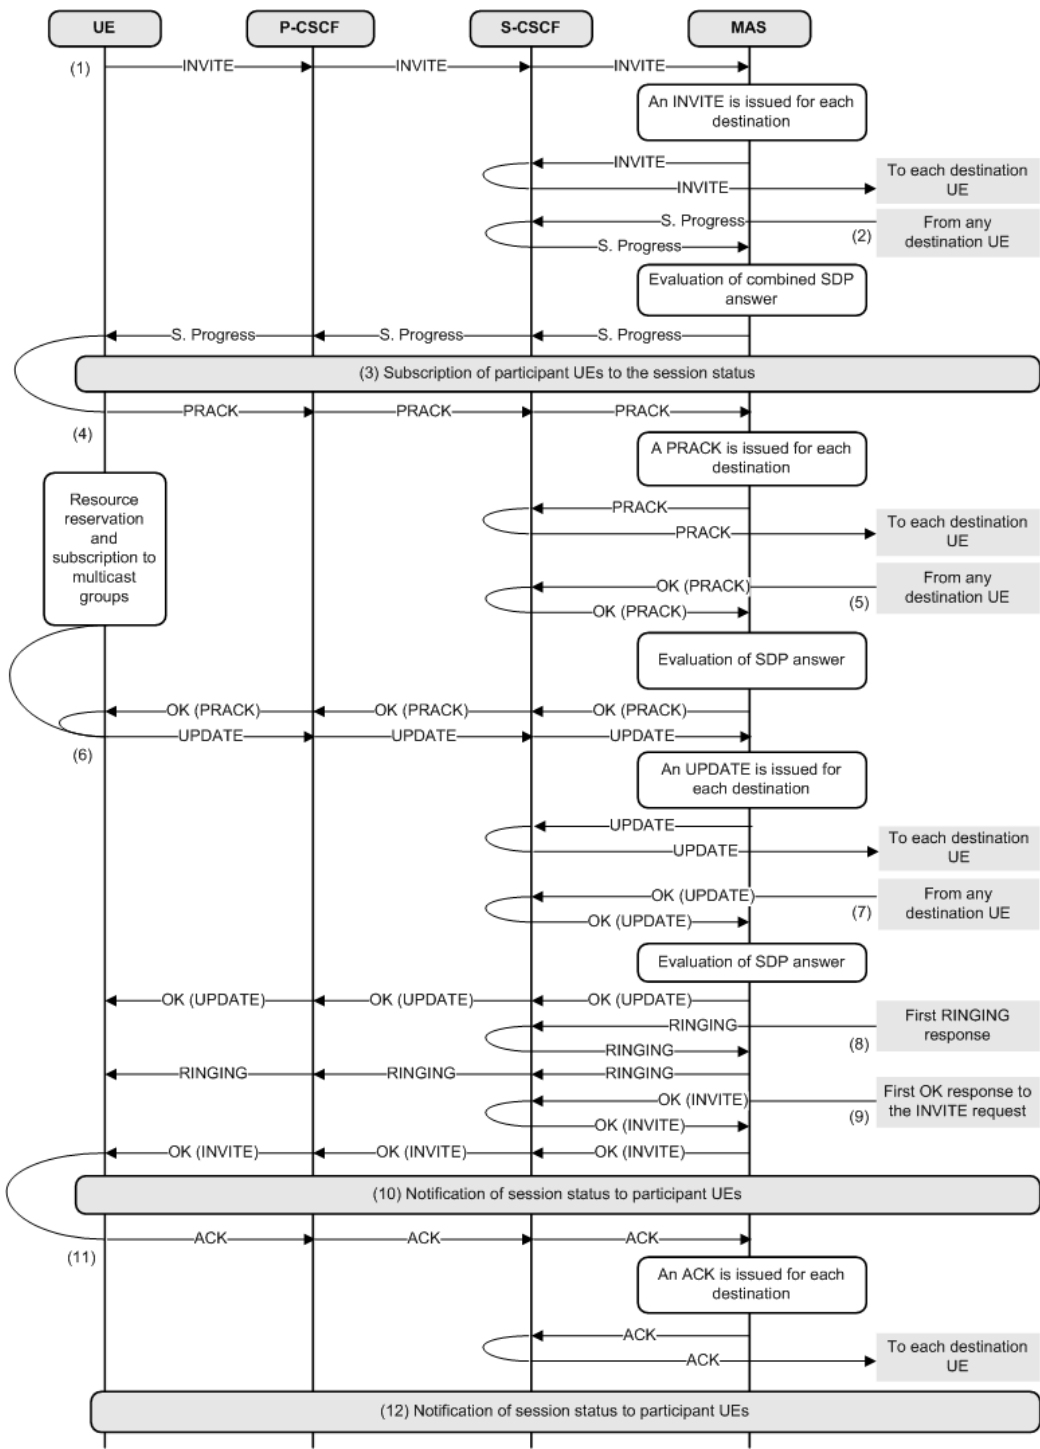 UE
P-CSCF
S-CSCF
MAS
(1)
INVITE
INVITE
INVITE
An INVITE is issued for each
destination
INVITE
INVITE
To each destination
UE
S. Progress
S. Progress
(2)
From any
destination UE
Evaluation of combined SDP
answer
S. Progress
S. Progress
S. Progress
(3) Subscription of participant UEs to the session status
PRACK
PRACK
PRACK
(4)
A PRACK is issued for each
destination
Resource
reservation
and
subscription to
multicast
groups
PRACK
PRACK
To each destination
UE
OK (PRACK)
OK (PRACK)
(5)
From any
destination UE
Evaluation of SDP answer
OK (PRACK)
OK (PRACK)
OK (PRACK)
UPDATE
UPDATE
UPDATE
(6)
An UPDATE is issued for
each destination
UPDATE
UPDATE
To each destination
UE
OK (UPDATE)
OK (UPDATE)
(7)
From any
destination UE
Evaluation of SDP answer
OK (UPDATE)
OK (UPDATE)
OK (UPDATE)
RINGING
RINGING
(8)
First RINGING
response
RINGING
RINGING
RINGING
OK (INVITE)
OK (INVITE)
(9)
First OK response to
the INVITE request
OK (INVITE)
OK (INVITE)
OK (INVITE)
(10) Notification of session status to participant UEs
ACK
ACK
ACK
(11)
An ACK is issued for each
destination
ACK
ACK
To each destination
UE
(12) Notification of session status to participant UEs